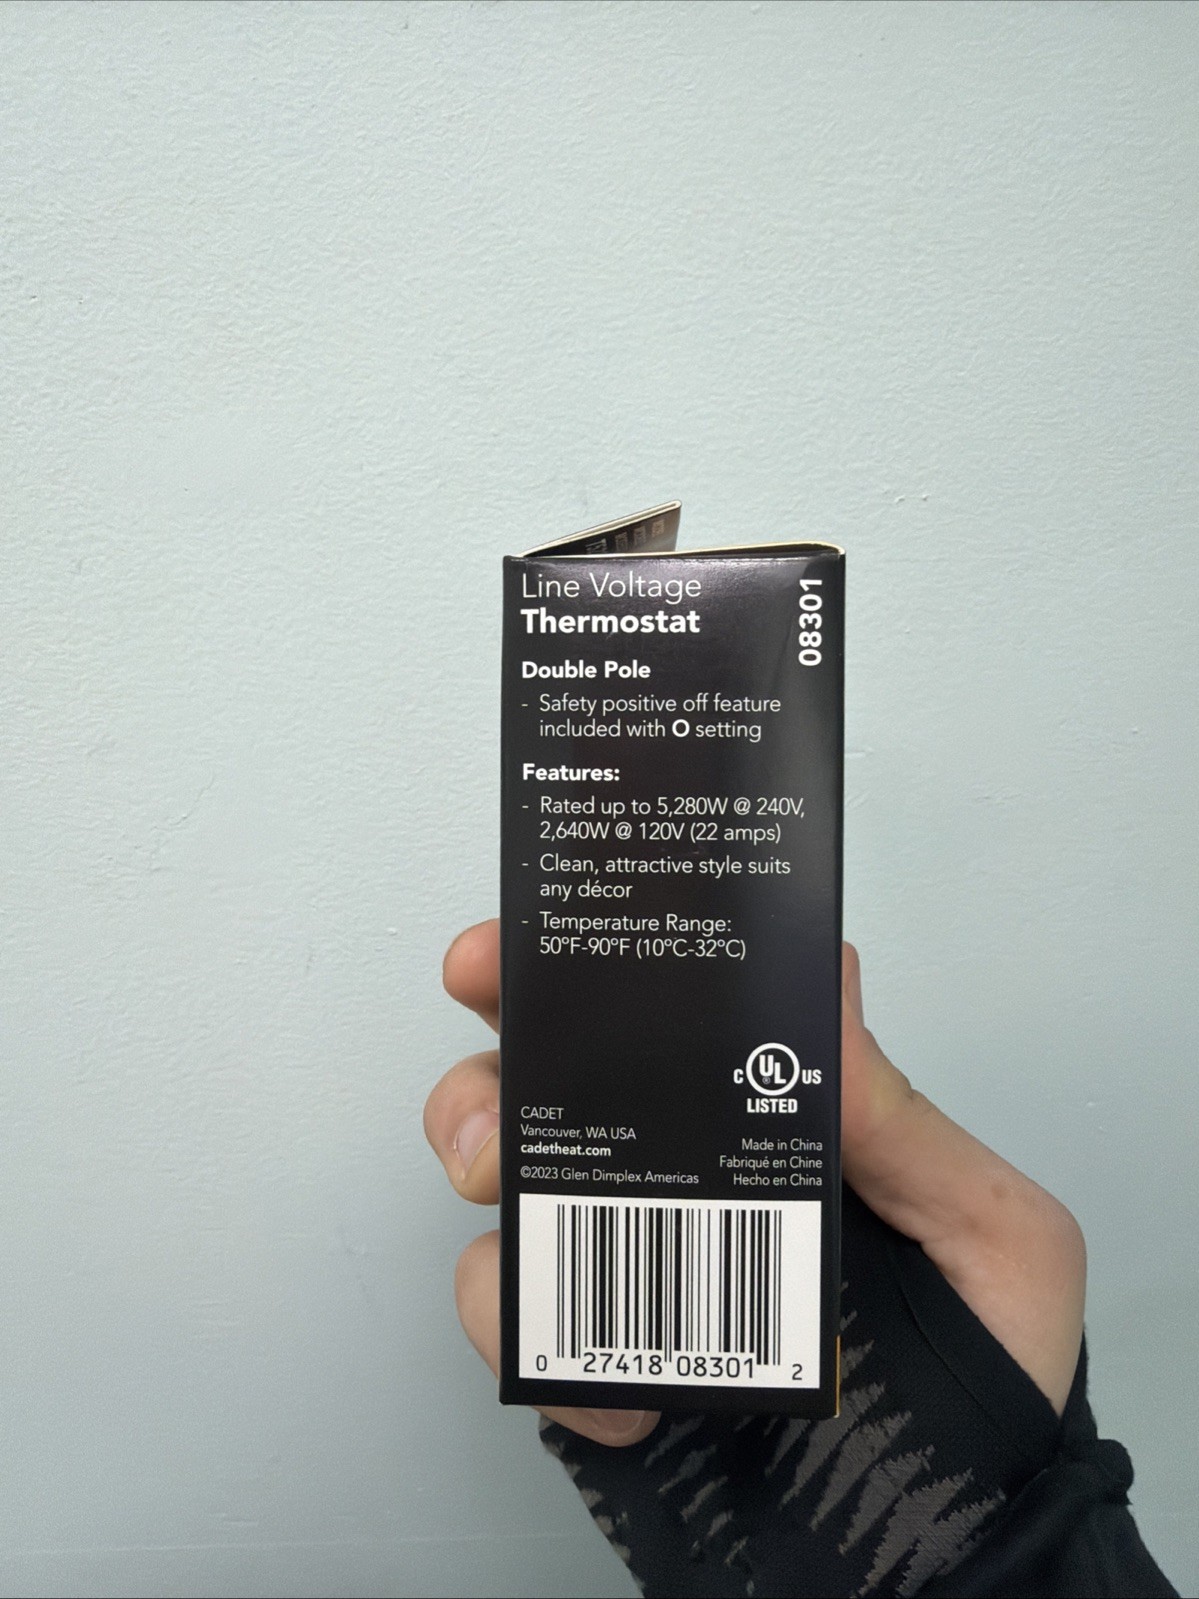 Line Voltage
Thermostat
08301
Double Pole
- Safety positive off feature
included with O setting
Features:
- Rated up to 5,280W @ 240V,
2,640W @ 120V (22 amps)
- Clean, attractive style suits
any décor
- Temperature Range:
50°F-90°F (10°C-32°C)
C UL US
LISTED
CADET
Vancouver, WA USA
cadetheat.com
©2023 Glen Dimplex Americas
Made in China
Fabriqué en Chine
Hecho en China
0 27418 08301 2